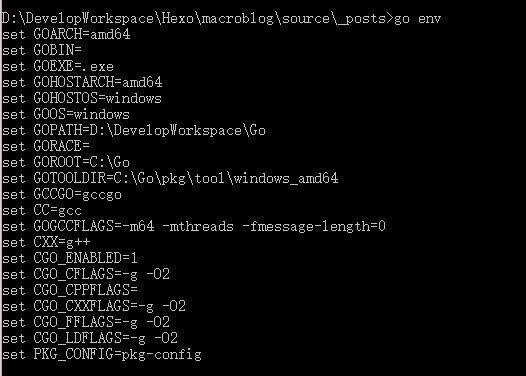 D:\DevelopWorkspace\Hexo\macroblog\source\_posts>go env
set GOARCH=amd64
set GOBIN=
set GOEXE=.exe
set GOHOSTARCH=amd64
set GOHOSTOS=windows
set GOOS=windows
set GOPATH=D:\DevelopWorkspace\Go
set GORACE=
set GOROOT=C:\Go
set GOTOOLDIR=C:\Go\pkg\tool\windows_amd64
set GCCGO=gccgo
set CC=gcc
set GOGCCFLAGS=-m64 -mthreads -fmessage-length=0
set CXX=g++
set CGO_ENABLED=1
set CGO_CFLAGS=-g -O2
set CGO_CPPFLAGS=
set CGO_CXXFLAGS=-g -O2
set CGO_FFLAGS=-g -O2
set CGO_LDFLAGS=-g -O2
set PKG_CONFIG=pkg-config